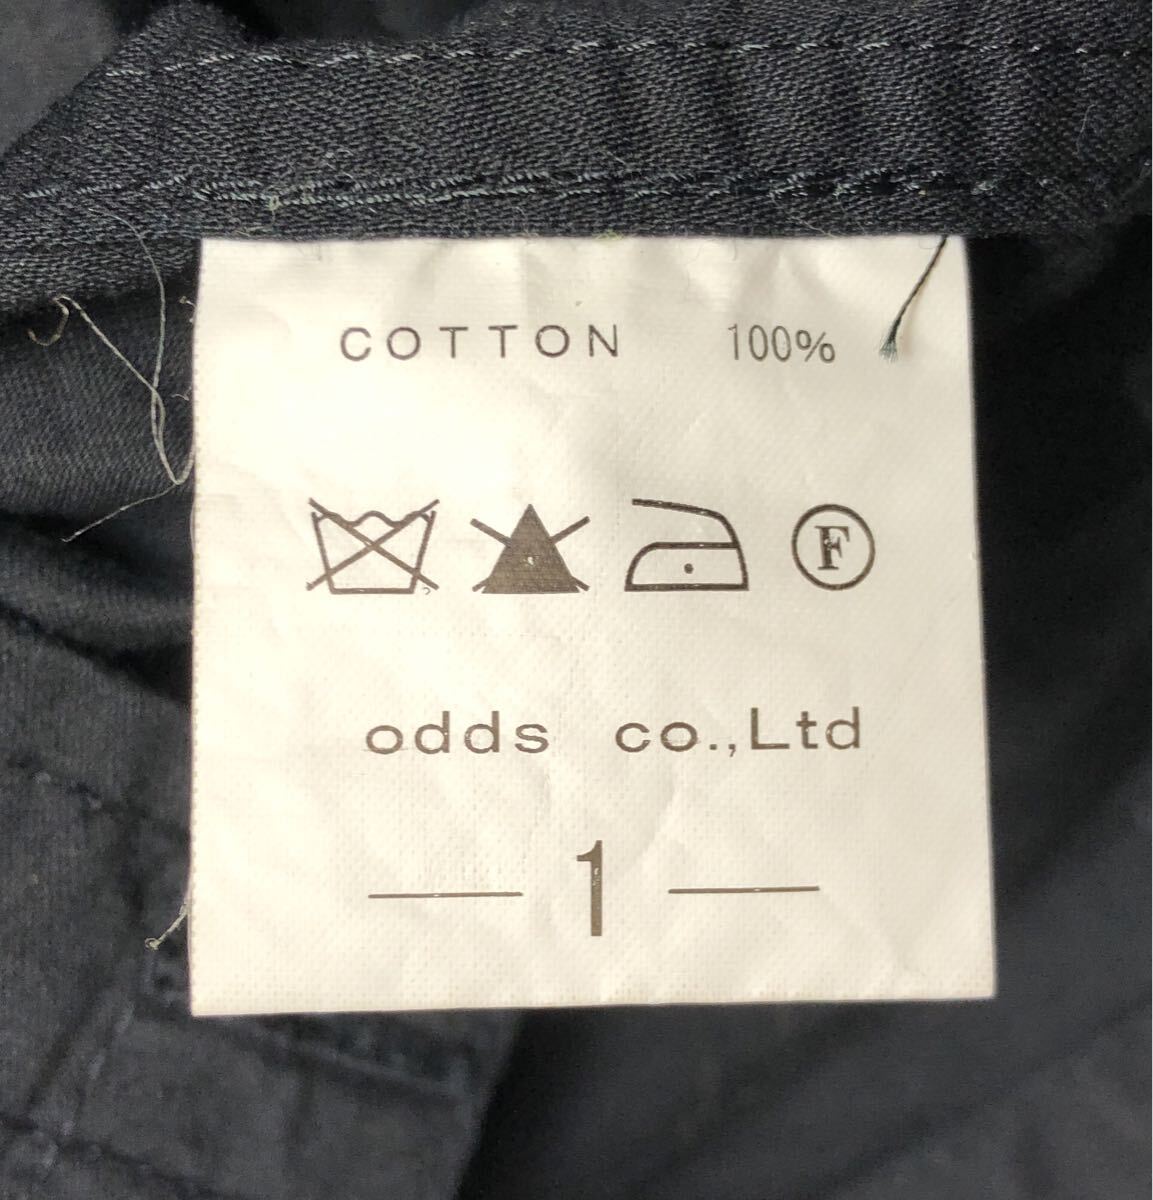 COTTON 100%
F
odds co.,Ltd
1